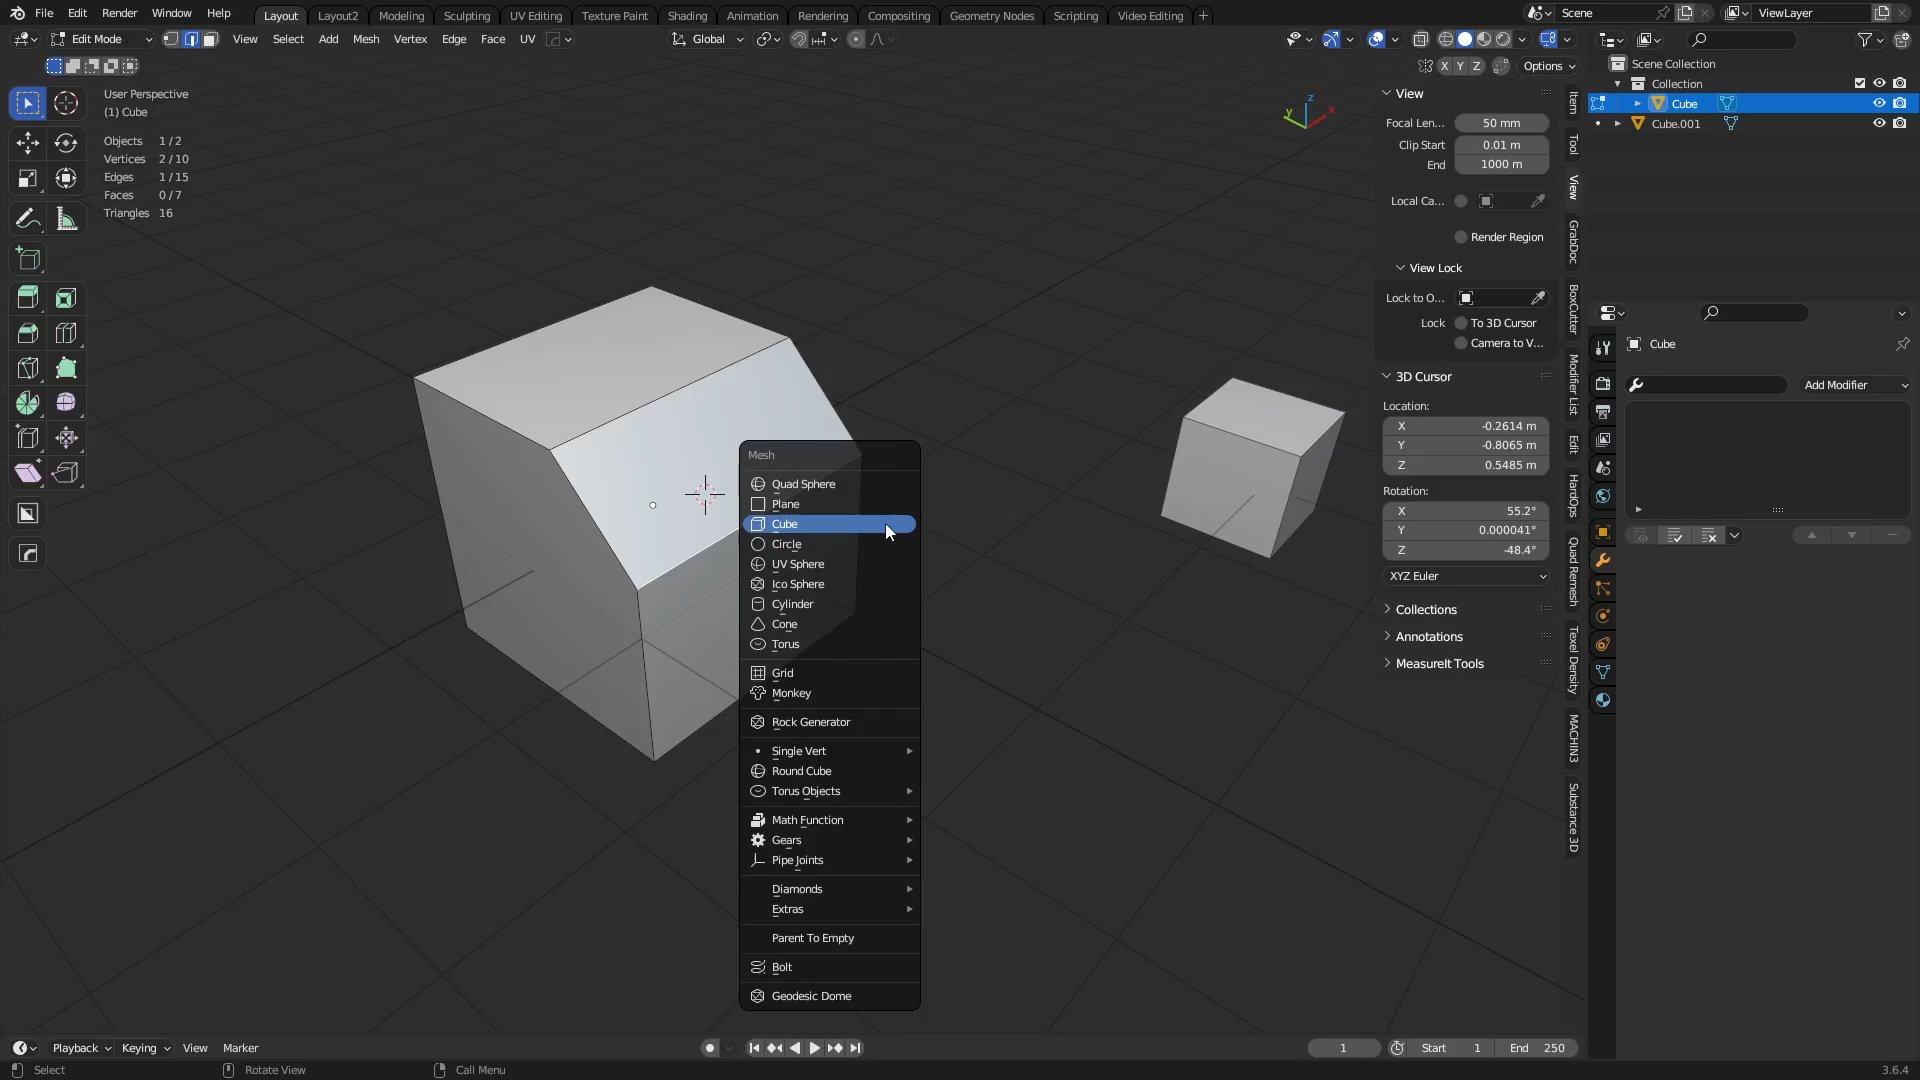 File Edit Render Window Help Layout Layout2 Modeling Sculpting UV Editing Texture Paint Shading Animation Rendering Compositing Geometry Nodes Scripting Video Editing + Scene ViewLayer
Edit Mode View Select Add Mesh Vertex Edge Face UV Global
X Y Z Options
User Perspective
(1) Cube
Objects 1/2
Vertices 2/10
Edges 1/15
Faces 0/7
Triangles 16
z
y
x
Mesh
Quad Sphere
Plane
Cube
Circle
UV Sphere
Ico Sphere
Cylinder
Cone
Torus
Grid
Monkey
Rock Generator
Single Vert
Round Cube
Torus Objects
Math Function
Gears
Pipe Joints
Diamonds
Extras
Parent To Empty
Bolt
Geodesic Dome
View
Focal Len... 50 mm
Clip Start 0.01 m
End 1000 m
Local Ca...
Render Region
View Lock
Lock to O...
Lock To 3D Cursor
Camera to V...
3D Cursor
Location:
X -0.2614 m
Y -0.8065 m
Z 0.5485 m
Rotation:
X 55.2°
Y 0.000041°
Z -48.4°
XYZ Euler
Collections
Annotations
MeasureIt Tools
Item
Tool
View
GrabDoc
BoxCutter
Modifier List
Edit
HardOps
Quad Remesh
Texel Density
MACHIN3
Substance 3D
Scene Collection
Collection
Cube
Cube.001
Cube
Add Modifier
Playback Keying View Marker 1 Start 1 End 250
Select Rotate View Call Menu 3.6.4